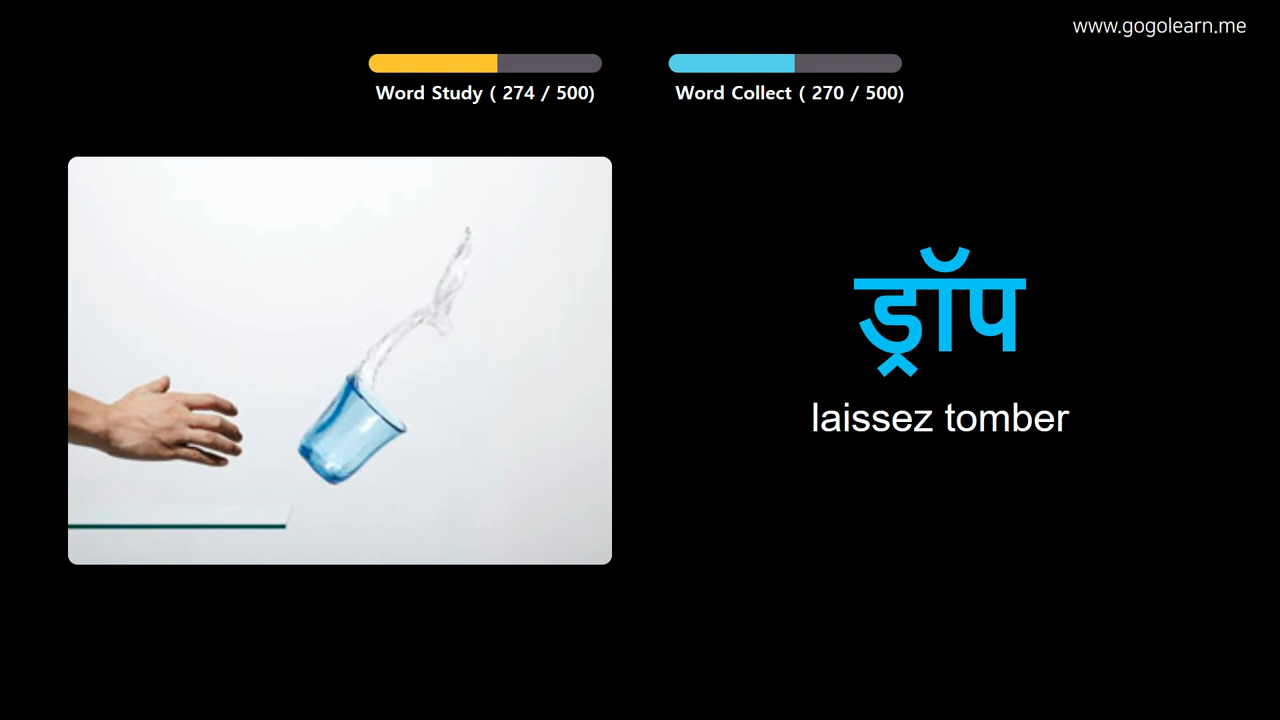 www.gogolearn.me
Word Study ( 274 / 500)
Word Collect ( 270 / 500)
ड्रॉप
laissez tomber